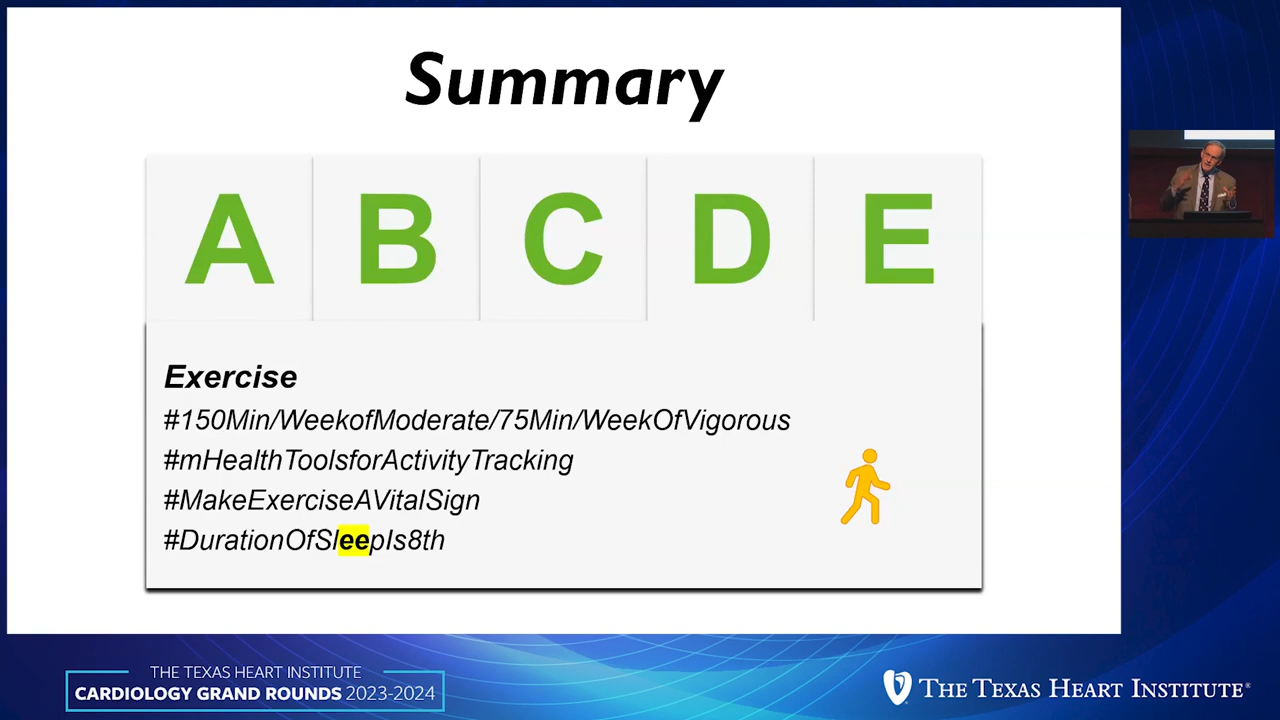 Summary
A B C D E
Exercise
#150Min/WeekofModerate/75Min/WeekOfVigorous
#mHealthToolsforActivityTracking
#MakeExerciseAVitalSign
#DurationOfSleepIs8th
THE TEXAS HEART INSTITUTE
CARDIOLOGY GRAND ROUNDS 2023-2024
THE TEXAS HEART INSTITUTE®